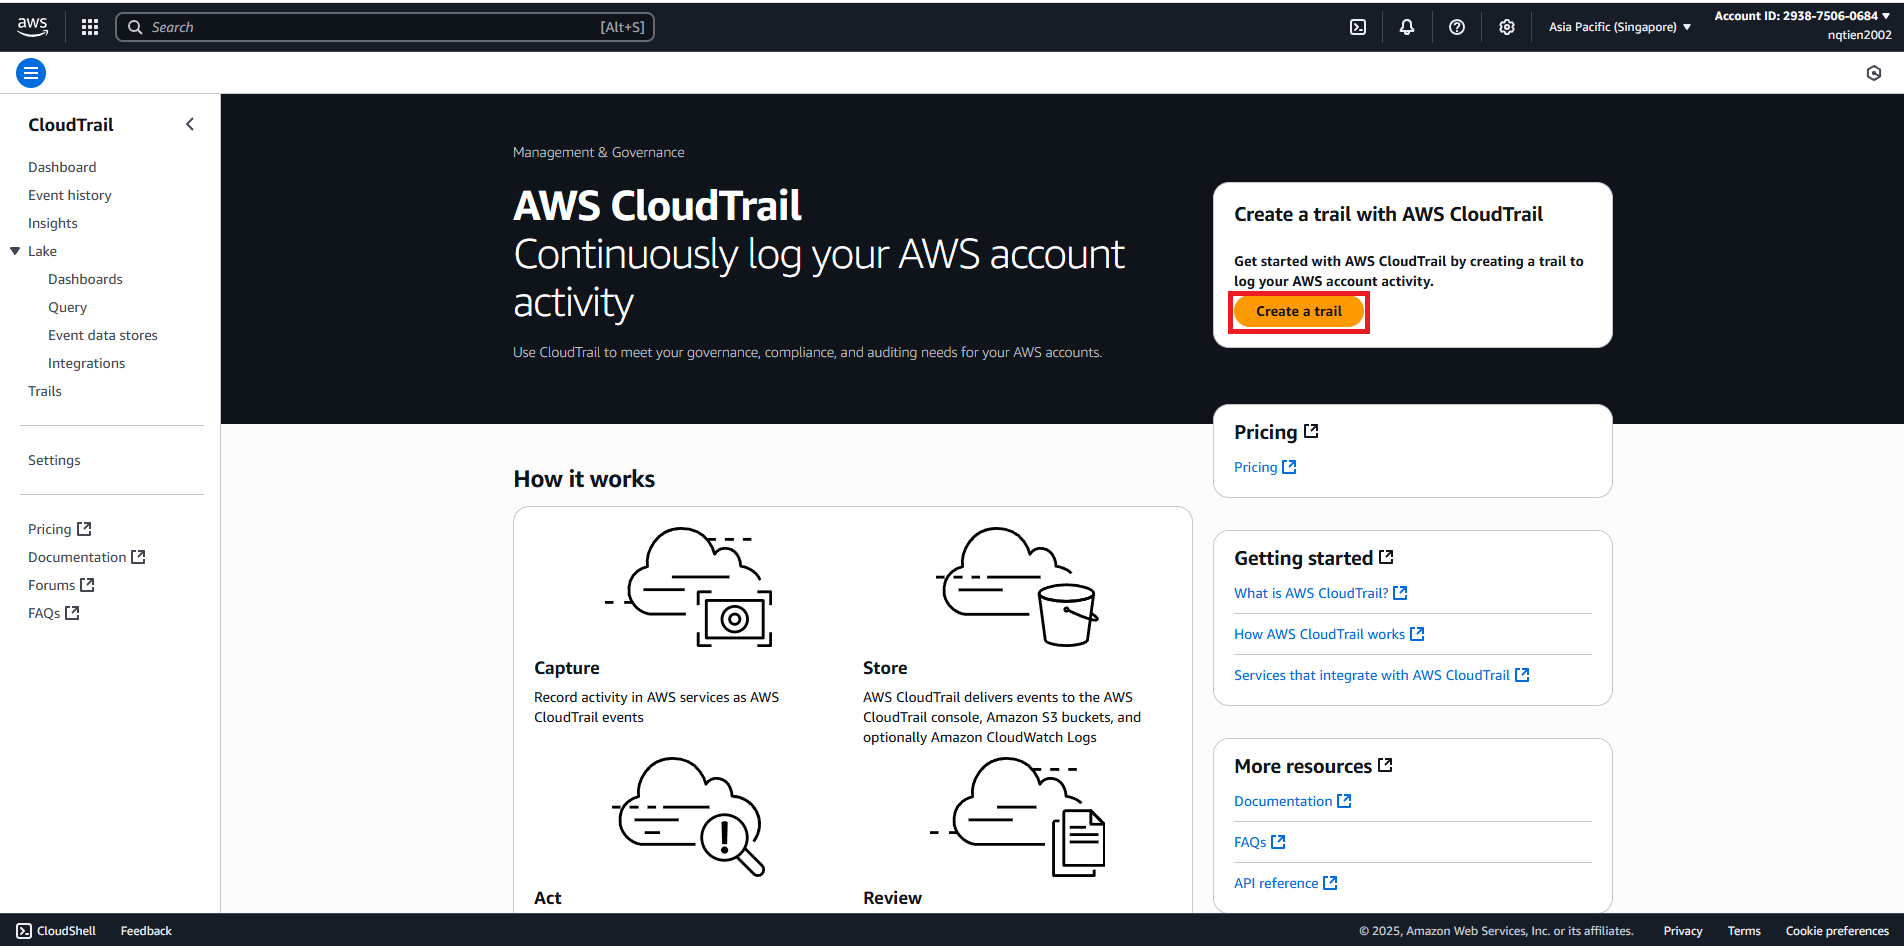 aws
Search [Alt+S]
Asia Pacific (Singapore)
Account ID: 2938-7506-0684
nqtien2002
CloudTrail
Dashboard
Event history
Insights
Lake
Dashboards
Query
Event data stores
Integrations
Trails
Settings
Pricing
Documentation
Forums
FAQs
Management & Governance
AWS CloudTrail
Continuously log your AWS account
activity
Use CloudTrail to meet your governance, compliance, and auditing needs for your AWS accounts.
Create a trail with AWS CloudTrail
Get started with AWS CloudTrail by creating a trail to
log your AWS account activity.
Create a trail
How it works
Capture
Record activity in AWS services as AWS
CloudTrail events
Store
AWS CloudTrail delivers events to the AWS
CloudTrail console, Amazon S3 buckets, and
optionally Amazon CloudWatch Logs
Act
Review
Pricing
Pricing
Getting started
What is AWS CloudTrail?
How AWS CloudTrail works
Services that integrate with AWS CloudTrail
More resources
Documentation
FAQs
API reference
CloudShell
Feedback
© 2025, Amazon Web Services, Inc. or its affiliates.
Privacy
Terms
Cookie preferences